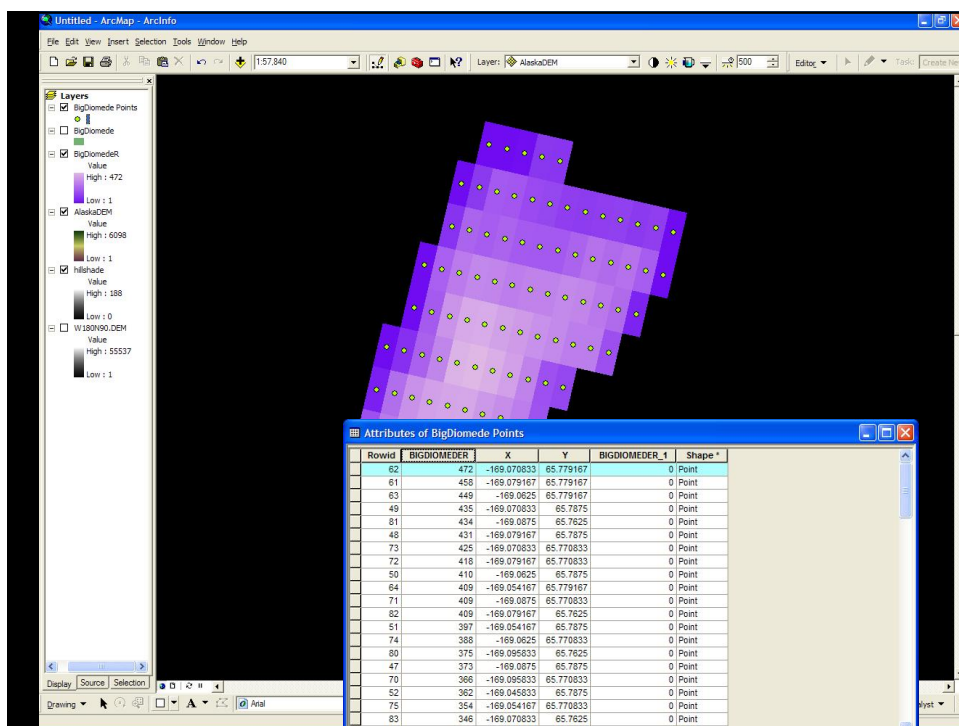 Untitled - ArcMap - ArcInfo
File Edit View Insert Selection Tools Window Help
1:57,840 Layer: AlaskaDEM 500 Editor Task: Create Ne
Layers
BigDiomede Points
BigDiomede
BigDiomedeR
Value
High : 472
Low : 1
AlaskaDEM
Value
High : 6098
Low : 1
hillshade
Value
High : 188
Low : 0
W180N90.DEM
Value
High : 55537
Low : 1
Attributes of BigDiomede Points
Rowid BIGDIOMEDER X Y BIGDIOMEDER_1 Shape *
62 472 -169.070833 65.779167 0 Point
61 458 -169.079167 65.779167 0 Point
63 449 -169.0625 65.779167 0 Point
49 435 -169.070833 65.7875 0 Point
81 434 -169.0875 65.7625 0 Point
48 431 -169.079167 65.7875 0 Point
73 425 -169.070833 65.770833 0 Point
72 418 -169.079167 65.770833 0 Point
50 410 -169.0625 65.7875 0 Point
64 409 -169.054167 65.779167 0 Point
71 409 -169.0875 65.770833 0 Point
82 409 -169.079167 65.7625 0 Point
51 397 -169.054167 65.7875 0 Point
74 388 -169.0625 65.770833 0 Point
80 375 -169.095833 65.7625 0 Point
47 373 -169.0875 65.7875 0 Point
70 366 -169.095833 65.770833 0 Point
52 362 -169.045833 65.7875 0 Point
75 354 -169.054167 65.770833 0 Point
83 346 -169.070833 65.7625 0 Point
Display Source Selection
Drawing A Arial alyst